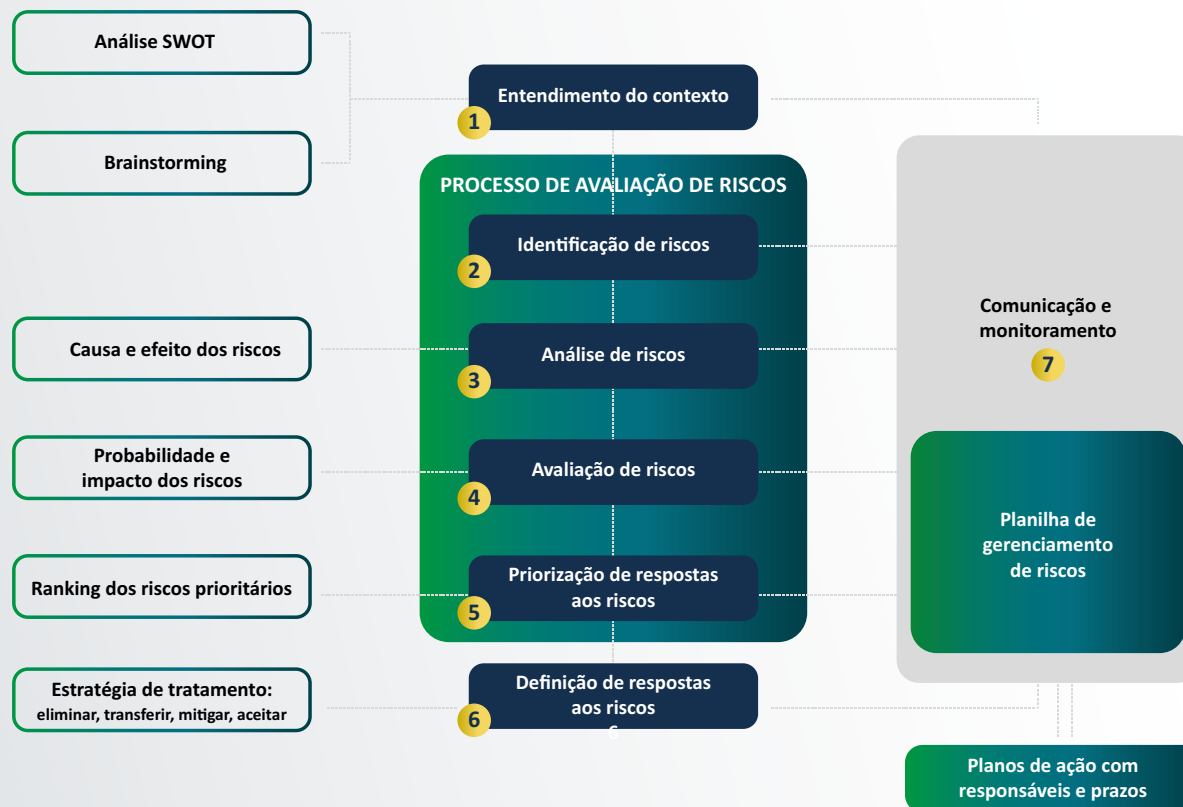 Análise SWOT
Brainstorming
Entendimento do contexto
1
PROCESSO DE AVALIAÇÃO DE RISCOS
Identificação de riscos
2
Causa e efeito dos riscos
Análise de riscos
3
Probabilidade e
impacto dos riscos
Avaliação de riscos
4
Ranking dos riscos prioritários
Priorização de respostas
aos riscos
5
Estratégia de tratamento:
eliminar, transferir, mitigar, aceitar
Definição de respostas
aos riscos
6
6
Comunicação e
monitoramento
7
Planilha de
gerenciamento
de riscos
Planos de ação com
responsáveis e prazos